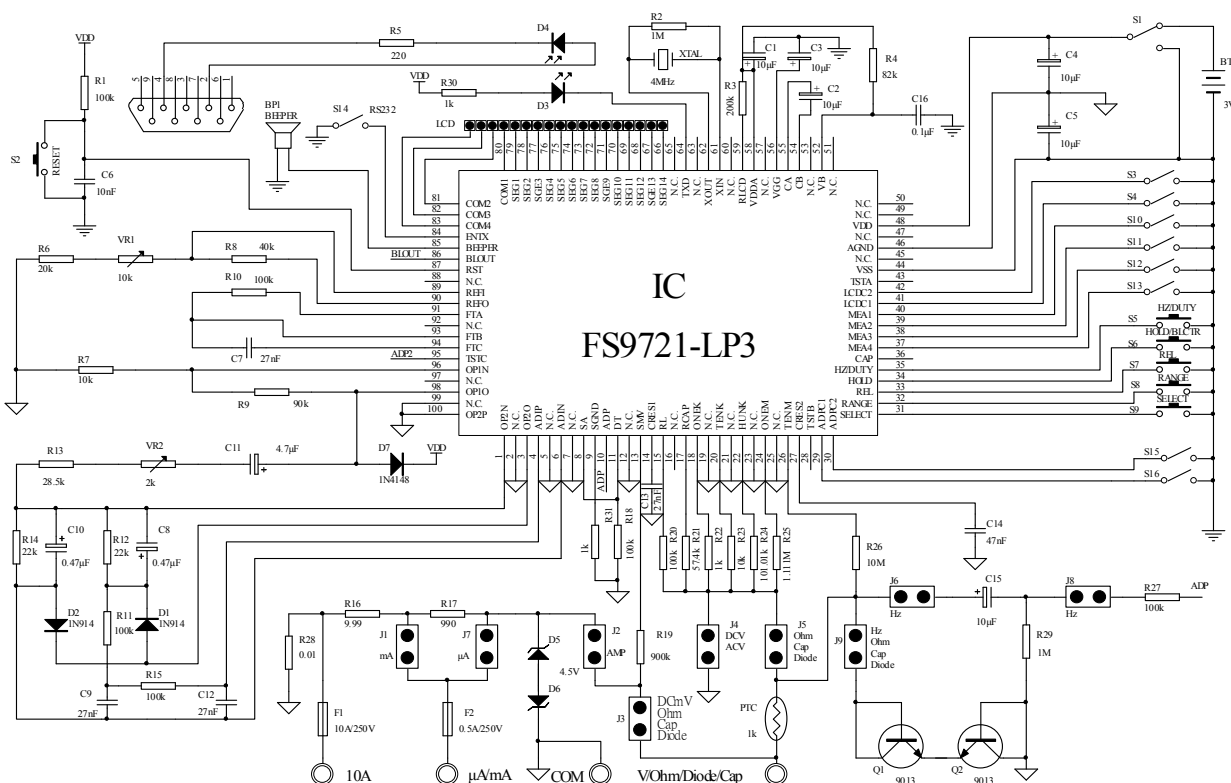 VDD
R1
100k
S2
RESET
C6
10nF
5 9 4 8 3 7 2 6 1
R5
220
D4
VDD
R30
1k
D3
BP1
BEEPER
S14
RS232
LCD
R2
1M
XTAL
4MHz
R3
200k
C1
10μF
C3
10μF
C2
10μF
R4
82k
C16
0.1μF
C4
10μF
C5
10μF
S1
BT
3V
80 79 78 77 76 75 74 73 72 71 70 69 68 67 66 65 64 63 62 61 60 59 58 57 56 55 54 53 52 51
COM1 SEG1 SEG2 SGE3 SEG4 SEG5 SEG6 SEG7 SEG8 SGE9 SEG10 SEG11 SEG12 SGE13 SEG14 N.C. TXD N.C. XOUT XIN N.C. RLCD VDDA N.C. VGG CA CB N.C. VB N.C.
81 COM2
82 COM3
83 COM4
84 ENTX
85 BEEPER
BLOUT 86 BLOUT
87 RST
88 N.C.
89 REFI
90 REFO
91 FTA
92 N.C.
93 FTB
94 FTC
ADP2 95 TSTC
96 OP1N
97 N.C.
98 OP1O
99 N.C.
100 OP2P
IC
FS9721-LP3
N.C. 50
N.C. 49
VDD 48
N.C. 47
AGND 46
N.C. 45
VSS 44
TSTA 43
LCDC2 42
LCDC1 41
MEA1 40
MEA2 39
MEA3 38
MEA4 37
CAP 36
HZ/DUTY 35
HOLD 34
REL 33
RANGE 32
SELECT 31
S3
S4
S10
S11
S12
S13
HZ/DUTY
S5
HOLD/BLCTR
S6
REL
S7
RANGE
S8
SELECT
S9
S15
S16
R6
20k
VR1
10k
R8
40k
R10
100k
C7
27nF
R7
10k
R9
90k
R13
28.5k
VR2
2k
C11
4.7μF
D7
1N4148
VDD
OP2N N.C. OP2O ADIP N.C. ADIN N.C. SA SGND ADP DT N.C. SMV CRES1 RL N.C. RCAP ONEK N.C. TENK N.C. HUNK N.C. ONEM N.C. TENM CRES2 TSTB ADPC1 ADPC2
1 2 3 4 5 6 7 8 9 10 11 12 13 14 15 16 17 18 19 20 21 22 23 24 25 26 27 28 29 30
ADP
C13
27nF
R14
22k
C10
0.47μF
R12
22k
C8
0.47μF
D2
1N914
R11
100k
D1
1N914
R15
100k
C9
27nF
C12
27nF
R31
1k
R18
100k
R20
100k
R21
574k
R22
1k
R23
10k
R24
101.01k
R25
1.111M
C14
47nF
R28
0.01
R16
9.99
R17
990
J1
mA
J7
μA
D5
4.5V
D6
J2
AMP
R19
900k
J3
DCmV
Ohm
Cap
Diode
J4
DCV
ACV
J5
Ohm
Cap
Diode
PTC
1k
R26
10M
J9
Hz
Ohm
Cap
Diode
J6
Hz
C15
10μF
J8
Hz
R27
100k
ADP
R29
1M
Q1
9013
Q2
9013
F1
10A/250V
F2
0.5A/250V
10A
μA/mA
COM
V/Ohm/Diode/Cap